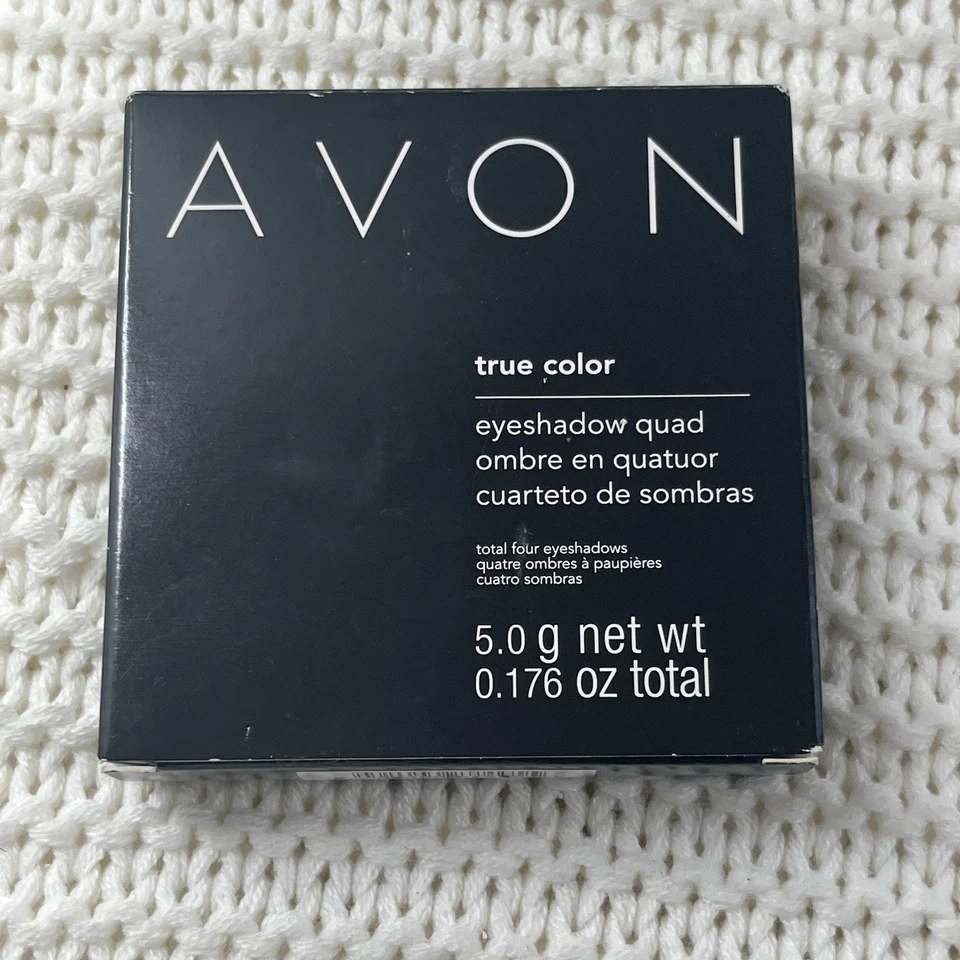 AVON
true color
eyeshadow quad
ombre en quatuor
cuarteto de sombras
total four eyeshadows
quatre ombres à paupières
cuatro sombras
5.0 g net wt
0.176 oz total